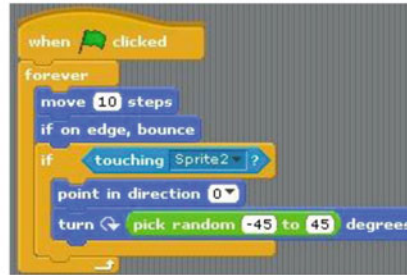 when clicked
forever
move 10 steps
if on edge, bounce
if touching Sprite2 ?
point in direction 0
turn pick random -45 to 45 degrees